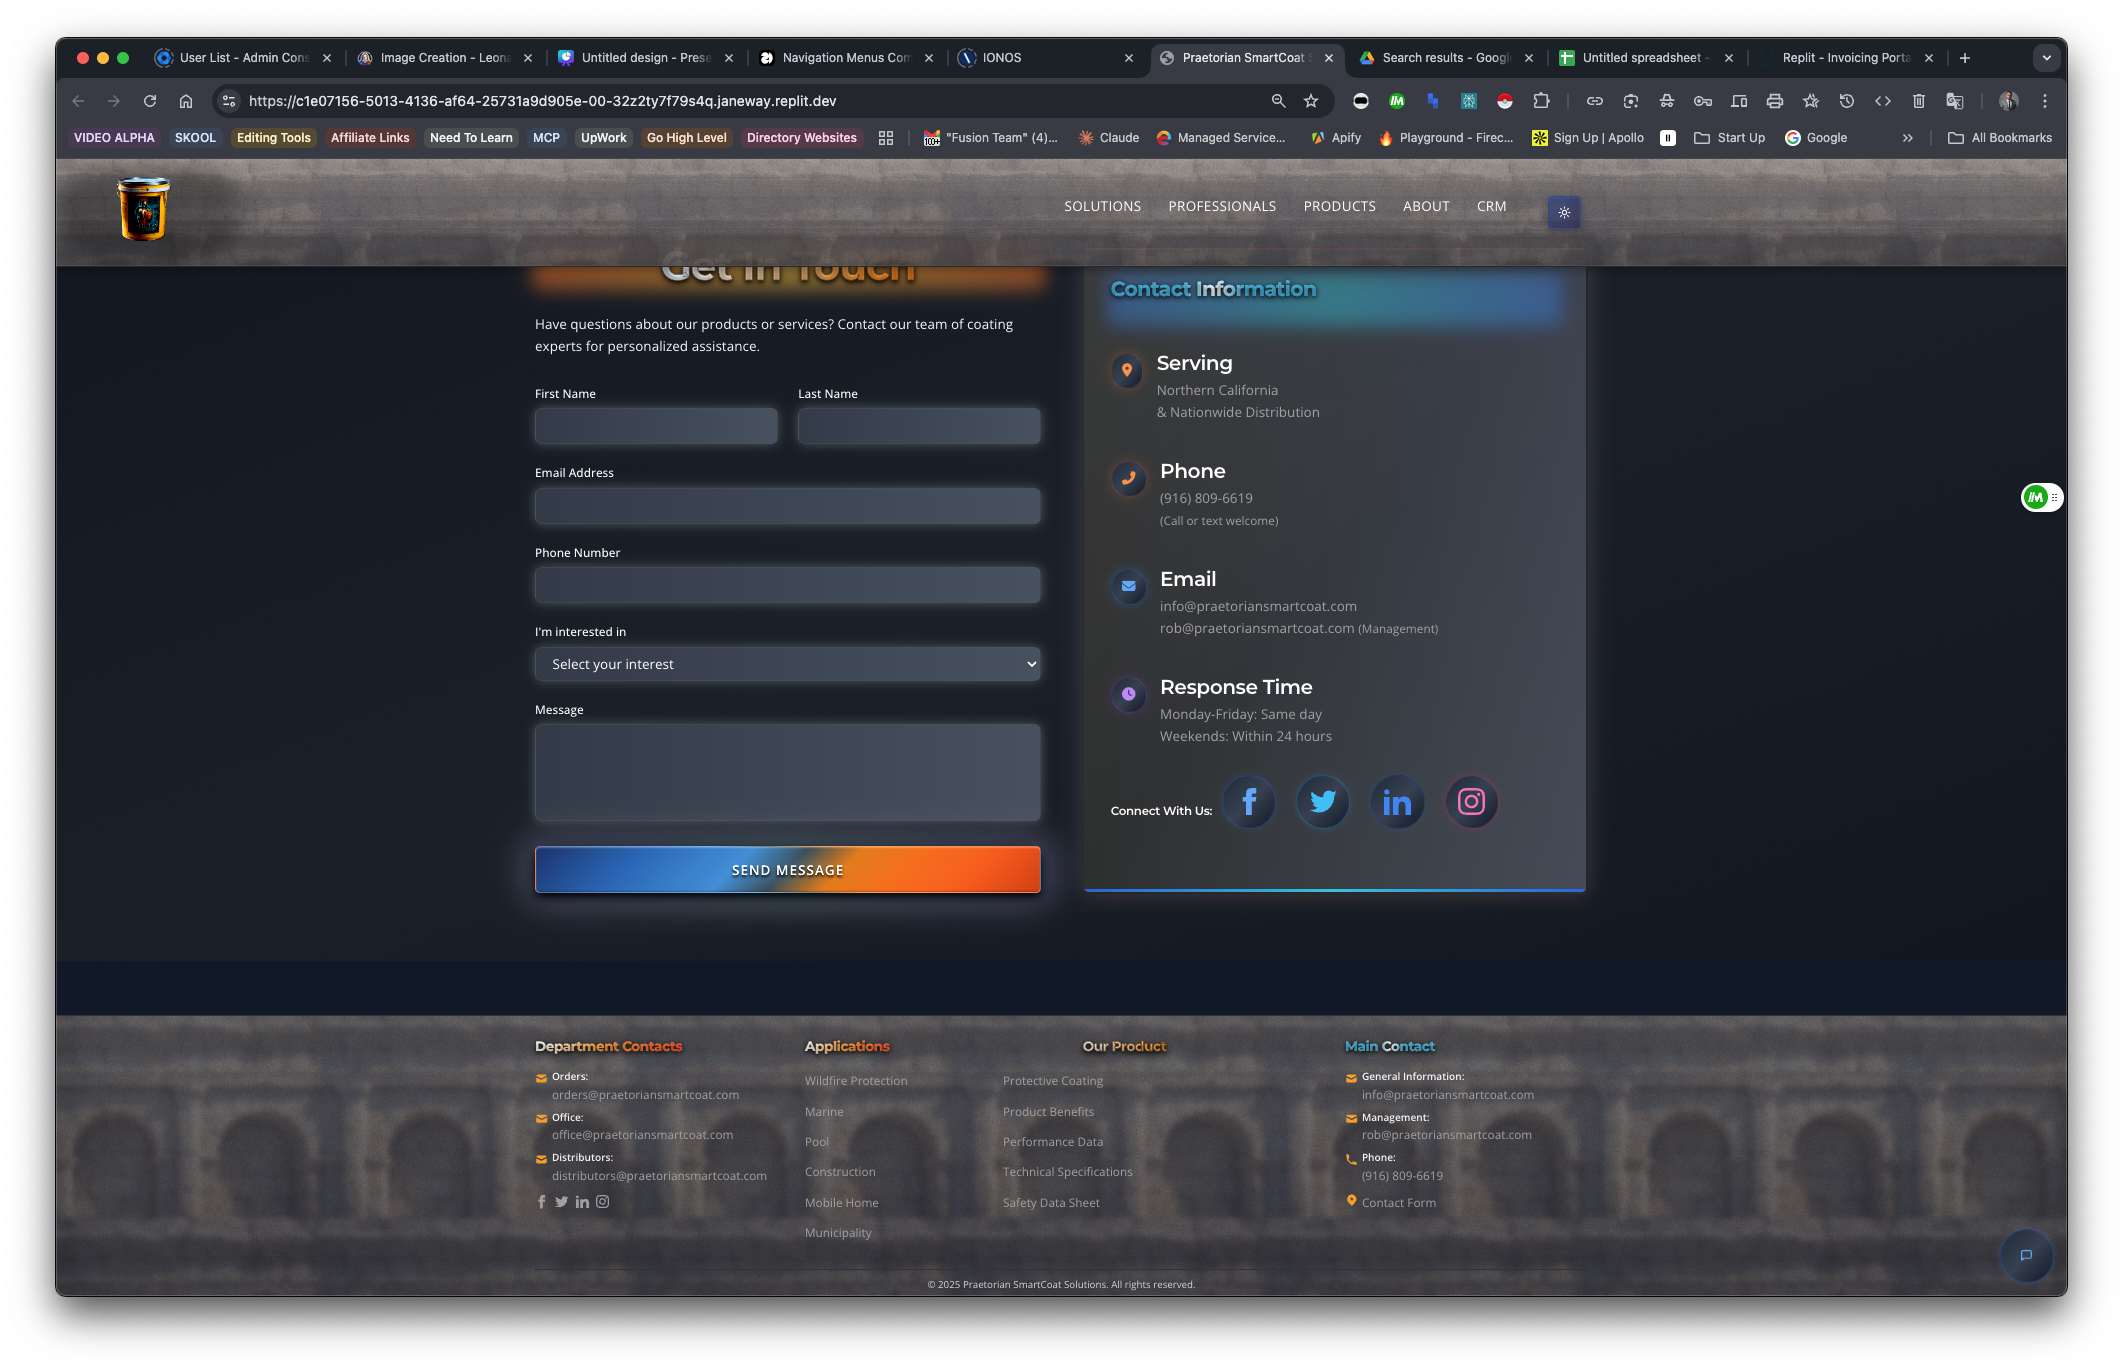 User List - Admin Cons
Image Creation - Leona
Untitled design - Prese
Navigation Menus Com
IONOS
Praetorian SmartCoat S
Search results - Googl
Untitled spreadsheet -
Replit - Invoicing Porta
https://c1e07156-5013-4136-af64-25731a9d905e-00-32z2ty7f79s4q.janeway.replit.dev
VIDEO ALPHA
SKOOL
Editing Tools
Affiliate Links
Need To Learn
MCP
UpWork
Go High Level
Directory Websites
100+
"Fusion Team" (4)...
Claude
Managed Service...
Apify
Playground - Firec...
Sign Up | Apollo
Start Up
Google
All Bookmarks
SOLUTIONS
PROFESSIONALS
PRODUCTS
ABOUT
CRM
Get In Touch
Have questions about our products or services? Contact our team of coating
experts for personalized assistance.
First Name
Last Name
Email Address
Phone Number
I'm interested in
Select your interest
Message
SEND MESSAGE
Contact Information
Serving
Northern California
& Nationwide Distribution
Phone
(916) 809-6619
(Call or text welcome)
Email
info@praetoriansmartcoat.com
rob@praetoriansmartcoat.com (Management)
Response Time
Monday-Friday: Same day
Weekends: Within 24 hours
Connect With Us:
Department Contacts
Orders:
orders@praetoriansmartcoat.com
Office:
office@praetoriansmartcoat.com
Distributors:
distributors@praetoriansmartcoat.com
Applications
Wildfire Protection
Marine
Pool
Construction
Mobile Home
Municipality
Our Product
Protective Coating
Product Benefits
Performance Data
Technical Specifications
Safety Data Sheet
Main Contact
General Information:
info@praetoriansmartcoat.com
Management:
rob@praetoriansmartcoat.com
Phone:
(916) 809-6619
Contact Form
© 2025 Praetorian SmartCoat Solutions. All rights reserved.